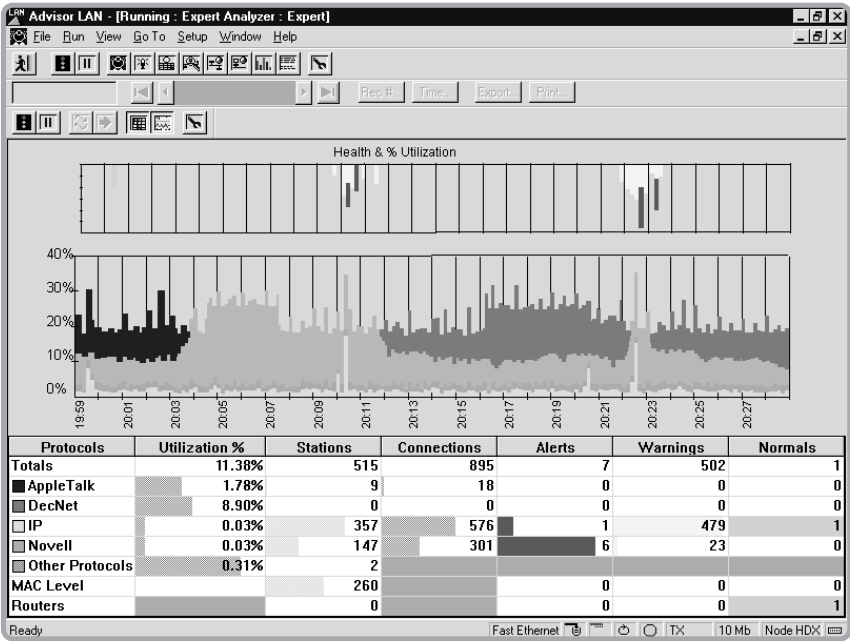 LAN Advisor LAN - [Running : Expert Analyzer : Expert]
File Run View Go To Setup Window Help
Rec #... Time... Export... Print...
Health & % Utilization
40%
30%
20%
10%
0%
19:59 20:01 20:03 20:05 20:07 20:09 20:11 20:13 20:15 20:17 20:19 20:21 20:23 20:25 20:27
Protocols Utilization % Stations Connections Alerts Warnings Normals
Totals 11.38% 515 895 7 502 1
AppleTalk 1.78% 9 18 0 0 0
DecNet 8.90% 0 0 0 0 0
IP 0.03% 357 576 1 479 1
Novell 0.03% 147 301 6 23 0
Other Protocols 0.31% 2
MAC Level 260 0 0 0
Routers 0 0 0 1
Ready Fast Ethernet TX 10 Mb Node HDX